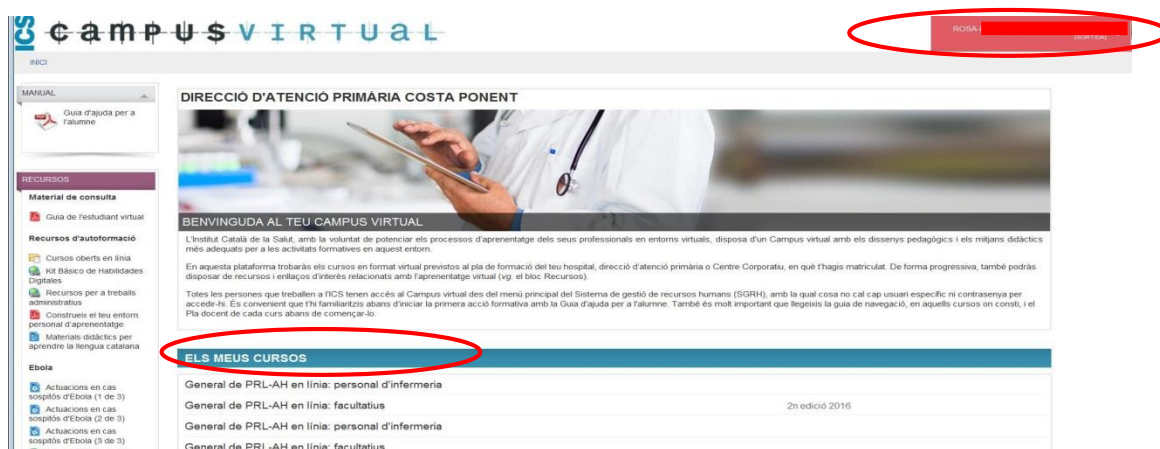 ICS campus VIRTUaL
ROSA-
(SORTIDA)
INICI
MANUAL
Guia d'ajuda per a
l'alumne
RECURSOS
Material de consulta
Guia de l'estudiant virtual
Recursos d'autoformació
Cursos oberts en línia
Kit Básico de Habilidades
Digitales
Recursos per a treballs
administratius
Construeix el teu entorn
personal d'aprenentatge
Materials didàctics per
aprendre la llengua catalana
Ebola
Actuacions en cas
sospitós d'Ebola (1 de 3)
Actuacions en cas
sospitós d'Ebola (2 de 3)
Actuacions en cas
sospitós d'Ebola (3 de 3)
DIRECCIÓ D'ATENCIÓ PRIMÀRIA COSTA PONENT
BENVINGUDA AL TEU CAMPUS VIRTUAL
L'Institut Català de la Salut, amb la voluntat de potenciar els processos d'aprenentatge dels seus professionals en entorns virtuals, disposa d'un Campus virtual amb els dissenys pedagògics i els mitjans didàctics
més adequats per a les activitats formatives en aquest entorn.
En aquesta plataforma trobaràs els cursos en format virtual previstos al pla de formació del teu hospital, direcció d'atenció primària o Centre Corporatiu, en què t'hagis matriculat. De forma progressiva, també podràs
disposar de recursos i enllaços d'interès relacionats amb l'aprenentatge virtual (vg. el bloc Recursos).
Totes les persones que treballen a l'ICS tenen accés al Campus virtual des del menú principal del Sistema de gestió de recursos humans (SGRH), amb la qual cosa no cal cap usuari específic ni contrasenya per
accedir-hi. És convenient que t'hi familiaritzis abans d'iniciar la primera acció formativa amb la Guia d'ajuda per a l'alumne. També és molt important que llegeixis la guia de navegació, en aquells cursos on consti, i el
Pla docent de cada curs abans de començar-lo.
ELS MEUS CURSOS
General de PRL-AH en línia: personal d'infermeria
General de PRL-AH en línia: facultatius 2n edició 2016
General de PRL-AH en línia: personal d'infermeria
General de PRL-AH en línia: facultatius